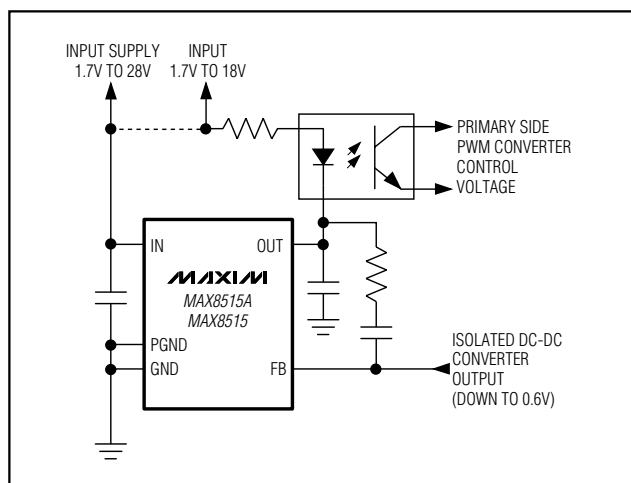 INPUT SUPPLY
1.7V TO 28V
INPUT
1.7V TO 18V
PRIMARY SIDE
PWM CONVERTER
CONTROL
VOLTAGE
IN
OUT
MAXIM
MAX8515A
MAX8515
PGND
GND
FB
ISOLATED DC-DC
CONVERTER
OUTPUT
(DOWN TO 0.6V)